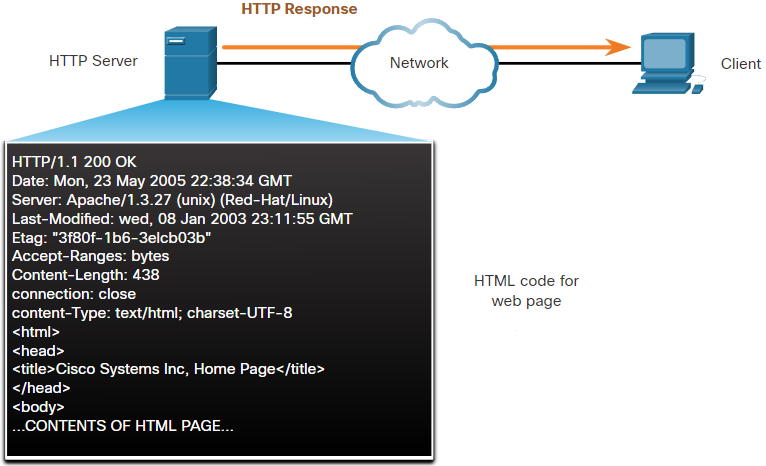 HTTP Response
HTTP Server
Network
Client
HTTP/1.1 200 OK
Date: Mon, 23 May 2005 22:38:34 GMT
Server: Apache/1.3.27 (unix) (Red-Hat/Linux)
Last-Modified: wed, 08 Jan 2003 23:11:55 GMT
Etag: "3f80f-1b6-3elcb03b"
Accept-Ranges: bytes
Content-Length: 438
connection: close
content-Type: text/html; charset-UTF-8
<html>
<head>
<title>Cisco Systems Inc, Home Page</title>
</head>
<body>
...CONTENTS OF HTML PAGE...
HTML code for
web page